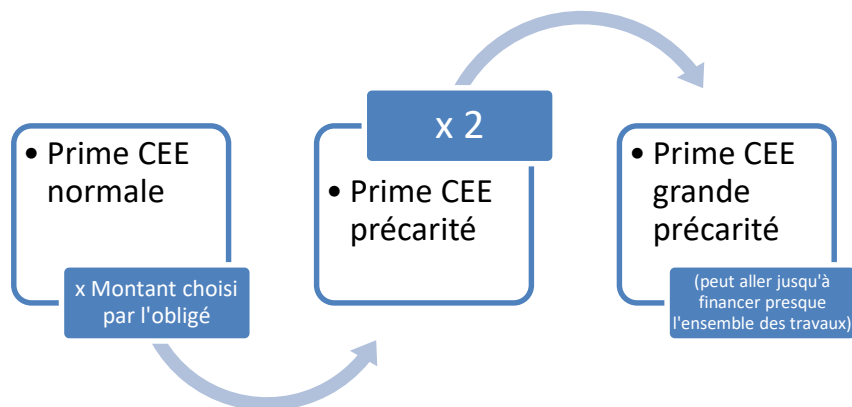 • Prime CEE
normale
x Montant choisi
par l'obligé
x 2
• Prime CEE
précarité
• Prime CEE
grande
précarité
(peut aller jusqu'à
financer presque
l'ensemble des travaux)